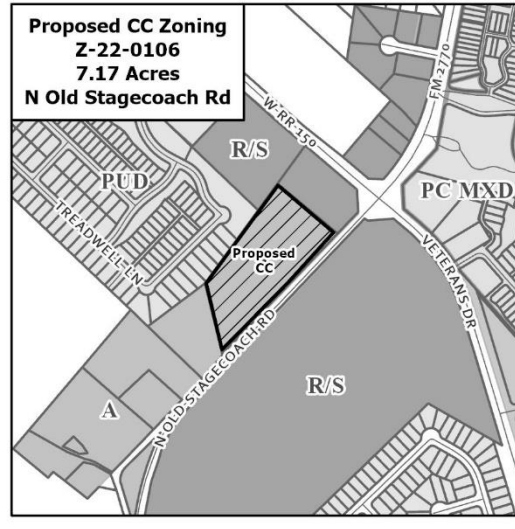 Proposed CC Zoning
Z-22-0106
7.17 Acres
N Old Stagecoach Rd
W-RR-150
FM-2770
R/S
PUD
PC MXD
TREADWELL-LN
Proposed
CC
VETERANS-DR
N OLD-STAGECOACH-RD
R/S
A